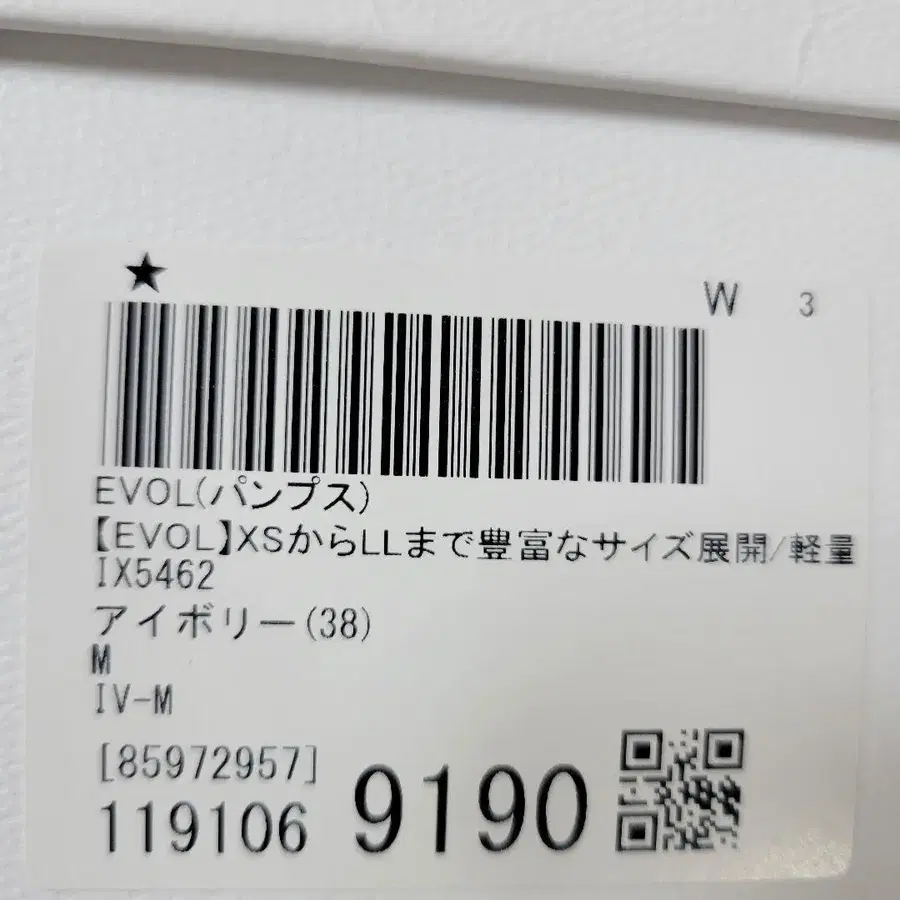 ★
W 3
EVOL(パンプス)
【EVOL】XSからLLまで豊富なサイズ展開/軽量
IX5462
アイボリー(38)
M
IV-M
[85972957]
119106 9190